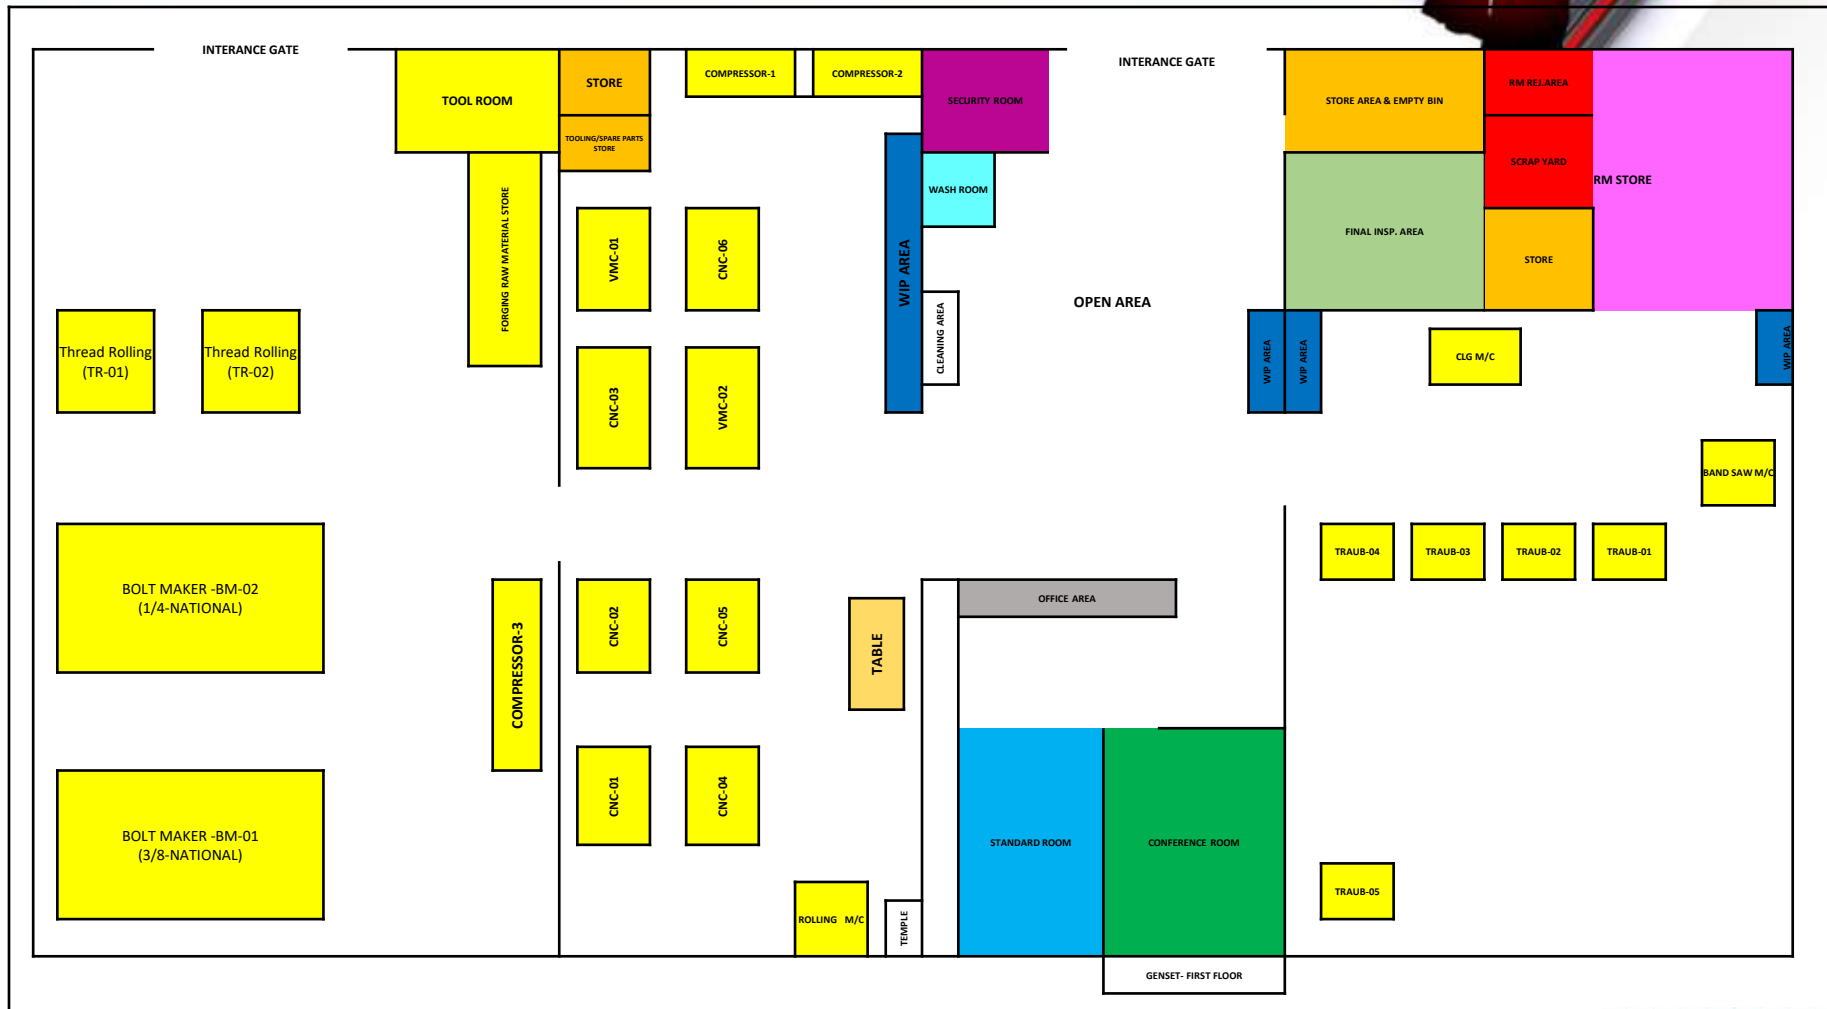 INTERANCE GATE
INTERANCE GATE
TOOL ROOM
STORE
COMPRESSOR-1
COMPRESSOR-2
SECURITY ROOM
STORE AREA & EMPTY BIN
RM REJ.AREA
TOOLING/SPARE PARTS
STORE
SCRAP YARD
RM STORE
WASH ROOM
FORGING RAW MATERIAL STORE
VMC-01
CNC-06
WIP AREA
FINAL INSP. AREA
STORE
OPEN AREA
CLEANING AREA
Thread Rolling
(TR-01)
Thread Rolling
(TR-02)
CNC-03
VMC-02
WIP AREA
WIP AREA
CLG M/C
WIP AREA
BAND SAW M/C
TRAUB-04
TRAUB-03
TRAUB-02
TRAUB-01
BOLT MAKER -BM-02
(1/4-NATIONAL)
COMPRESSOR-3
CNC-02
CNC-05
TABLE
OFFICE AREA
BOLT MAKER -BM-01
(3/8-NATIONAL)
CNC-01
CNC-04
STANDARD ROOM
CONFERENCE ROOM
TRAUB-05
ROLLING M/C
TEMPLE
GENSET- FIRST FLOOR